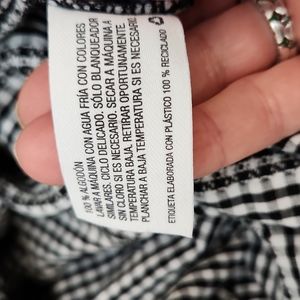 100 % ALGODÓN
LAVAR A MÁQUINA CON AGUA FRÍA CON COLORES
SIMILARES. CICLO DELICADO. SÓLO BLANQUEADOR
SIN CLORO SI ES NECESARIO. SECAR A MÁQUINA A
TEMPERATURA BAJA. RETIRAR OPORTUNAMENTE.
PLANCHAR A BAJA TEMPERATURA SI ES NECESARIO.
ETIQUETA ELABORADA CON PLÁSTICO 100 % RECICLADO